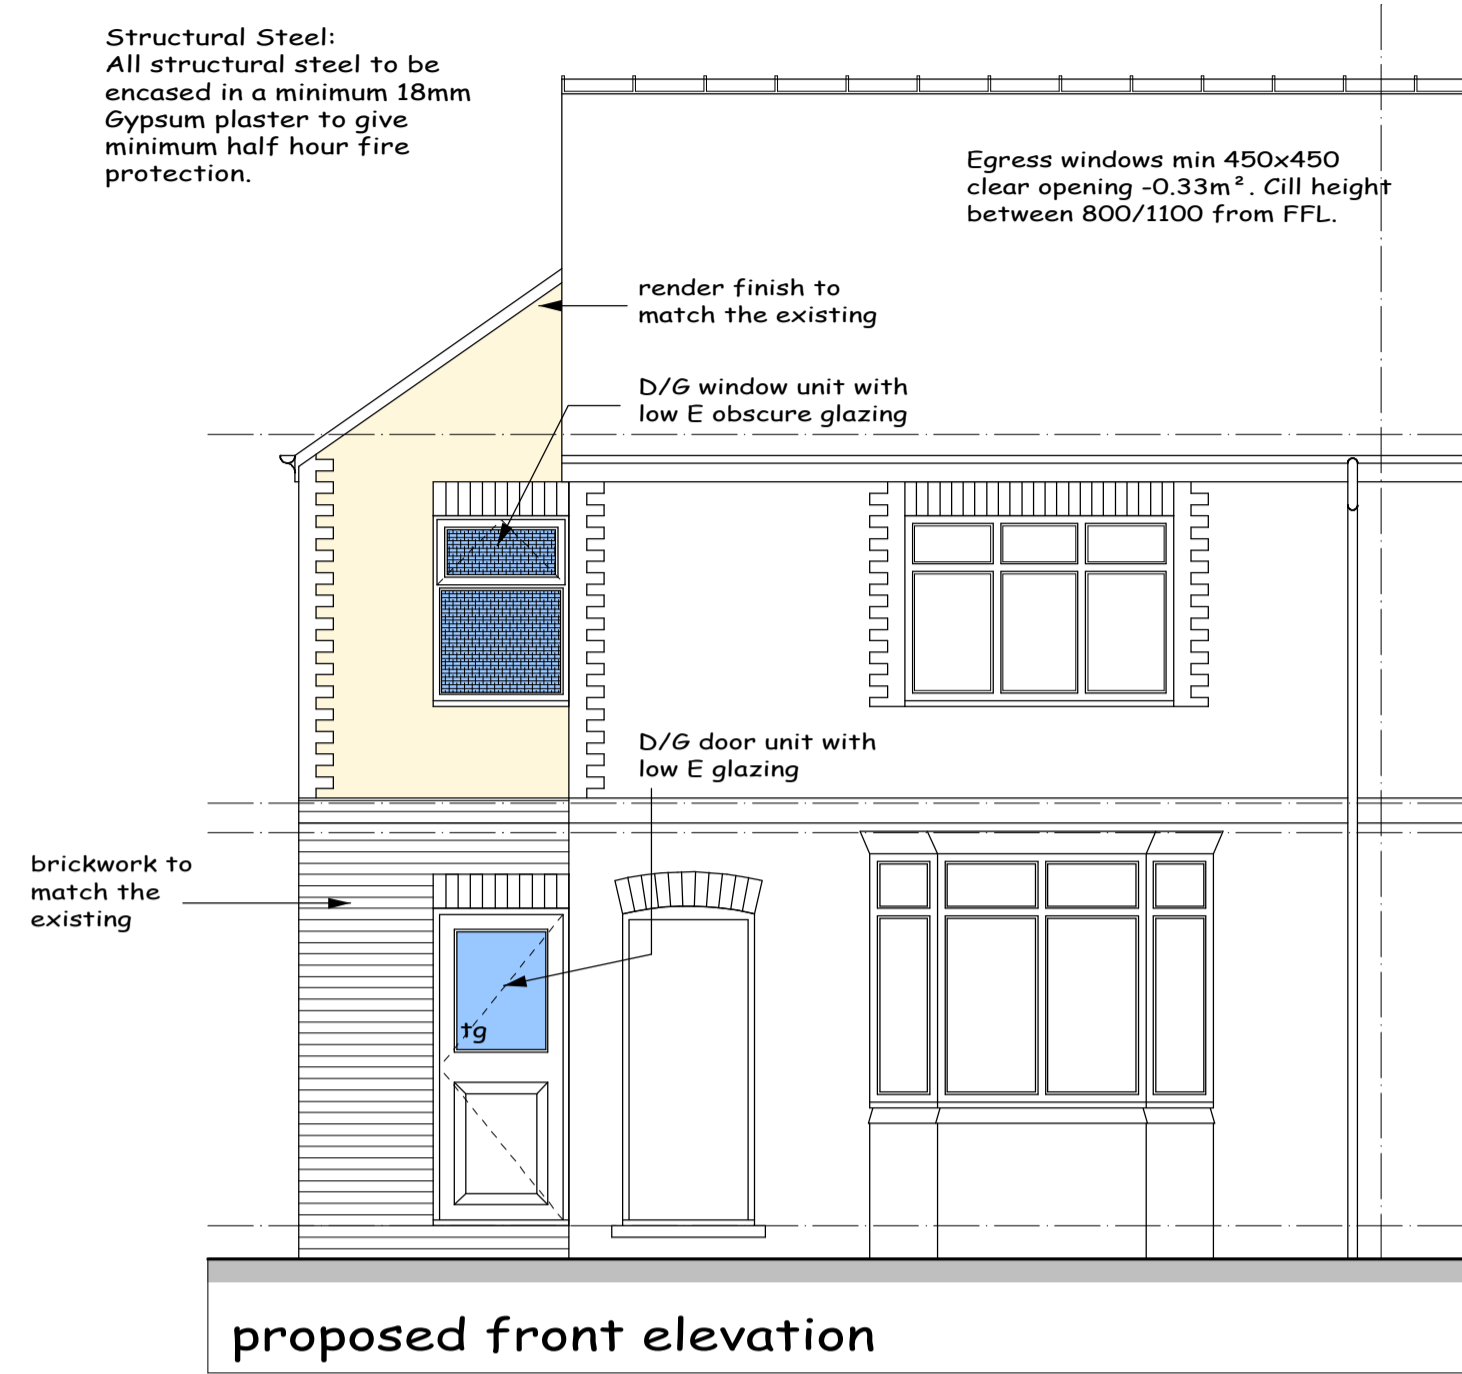 Structural Steel:
All structural steel to be
encased in a minimum 18mm
Gypsum plaster to give
minimum half hour fire
protection.
Egress windows min 450x450
clear opening -0.33m². Cill height
between 800/1100 from FFL.
render finish to
match the existing
D/G window unit with
low E obscure glazing
D/G door unit with
low E glazing
brickwork to
match the
existing
tg
proposed front elevation